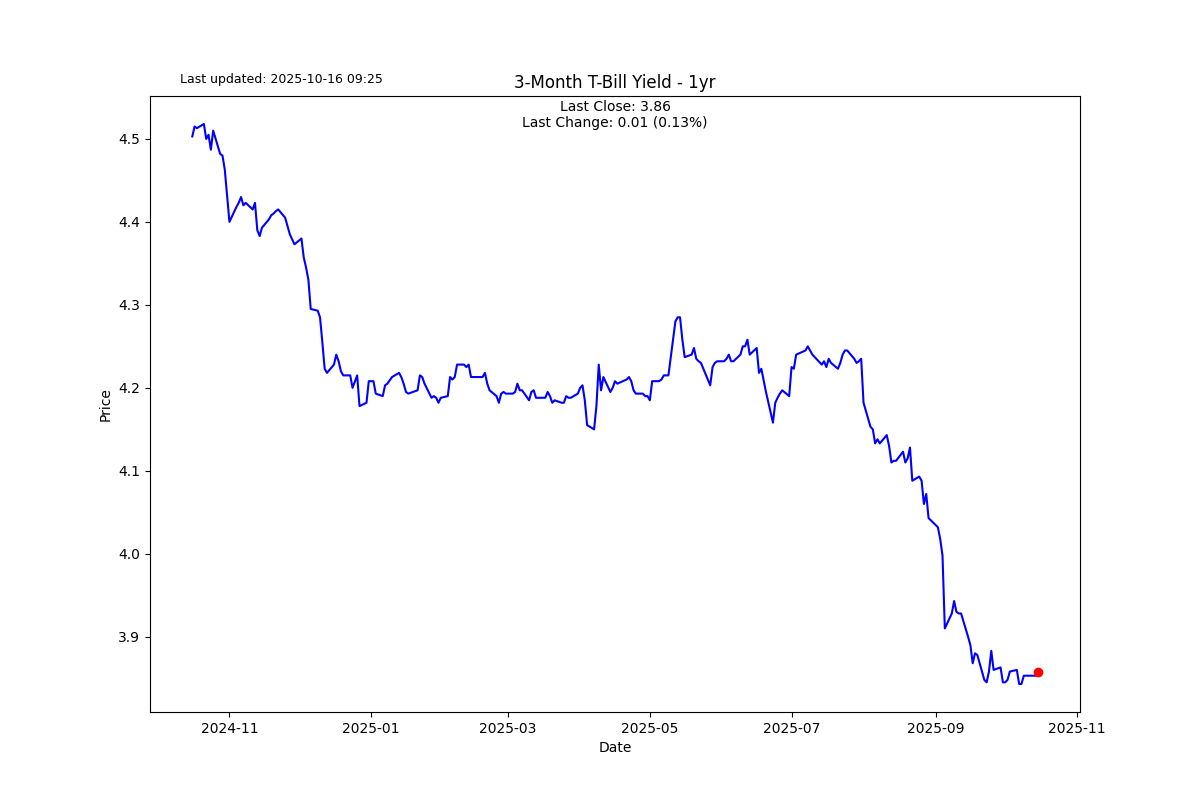 Last updated: 2025-10-16 09:25
3-Month T-Bill Yield - 1yr
Last Close: 3.86
Last Change: 0.01 (0.13%)
Price
4.5
4.4
4.3
4.2
4.1
4.0
3.9
2024-11 2025-01 2025-03 2025-05 2025-07 2025-09 2025-11
Date